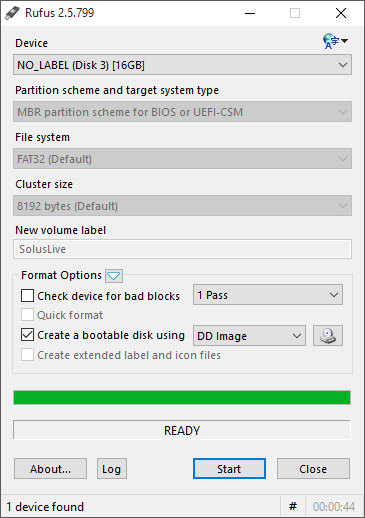 Rufus 2.5.799
Device
NO_LABEL (Disk 3) [16GB]
Partition scheme and target system type
MBR partition scheme for BIOS or UEFI-CSM
File system
FAT32 (Default)
Cluster size
8192 bytes (Default)
New volume label
SolusLive
Format Options
Check device for bad blocks 1 Pass
Quick format
Create a bootable disk using DD Image
Create extended label and icon files
READY
About... Log Start Close
1 device found # 00:00:44